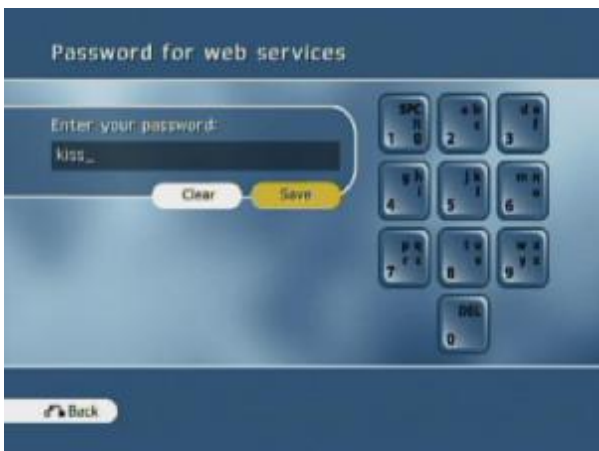 Password for web services
Enter your password:
kiss_
Clear
Save
SPC
1
a b
c
2
d e
f
3
g h
i
4
j k
l
5
m n
o
6
p q
r s
7
t u
v
8
w x
y z
9
DEL
0
Back